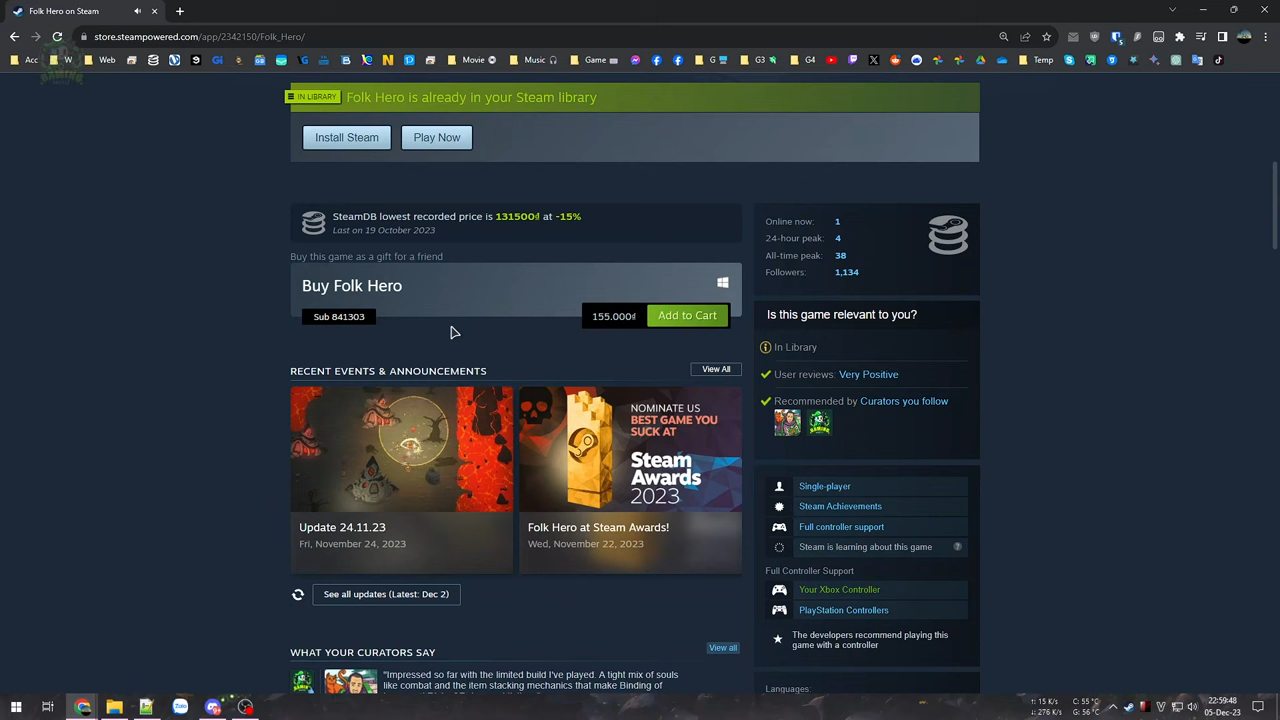 Folk Hero on Steam
store.steampowered.com/app/2342150/Folk_Hero/
Acc
W
Web
Movie
Music
Game
G
G3
G4
Temp
GAMING
IN LIBRARY
Folk Hero is already in your Steam library
Install Steam
Play Now
SteamDB lowest recorded price is 131500₫ at -15%
Last on 19 October 2023
Buy this game as a gift for a friend
Buy Folk Hero
Sub 841303
155.000₫
Add to Cart
Online now: 1
24-hour peak: 4
All-time peak: 38
Followers: 1,134
Is this game relevant to you?
In Library
User reviews: Very Positive
Recommended by Curators you follow
RECENT EVENTS & ANNOUNCEMENTS
View All
NOMINATE US
BEST GAME YOU
SUCK AT
Steam
Awards
2023
Update 24.11.23
Fri, November 24, 2023
Folk Hero at Steam Awards!
Wed, November 22, 2023
See all updates (Latest: Dec 2)
Single-player
Steam Achievements
Full controller support
Steam is learning about this game
?
Full Controller Support
Your Xbox Controller
PlayStation Controllers
The developers recommend playing this
game with a controller
Languages:
WHAT YOUR CURATORS SAY
View all
"Impressed so far with the limited build I've played. A tight mix of souls
like combat and the item stacking mechanics that make Binding of
Zalo
↑: 15 K/s
↓: 276 K/s
C: 55 °C
G: 56 °C
22:59:48
05-Dec-23